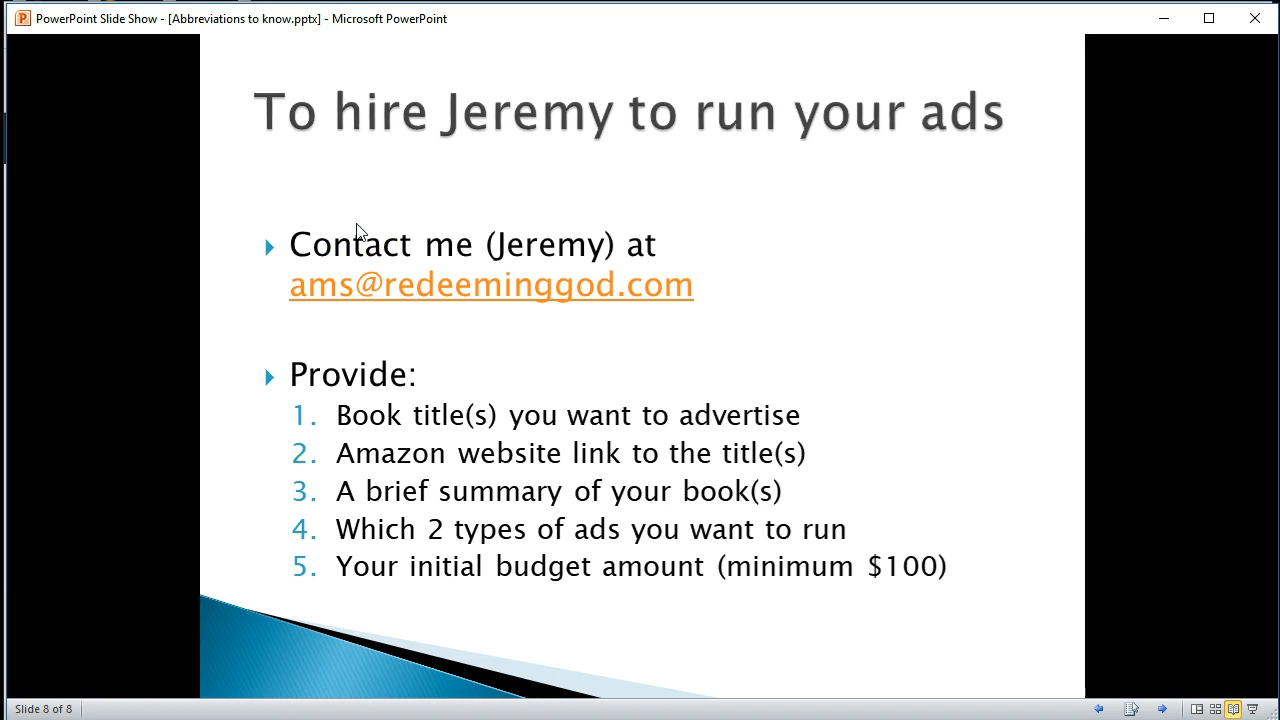 PowerPoint Slide Show - [Abbreviations to know.pptx] - Microsoft PowerPoint
To hire Jeremy to run your ads
Contact me (Jeremy) at
ams@redeeminggod.com
Provide:
1. Book title(s) you want to advertise
2. Amazon website link to the title(s)
3. A brief summary of your book(s)
4. Which 2 types of ads you want to run
5. Your initial budget amount (minimum $100)
Slide 8 of 8